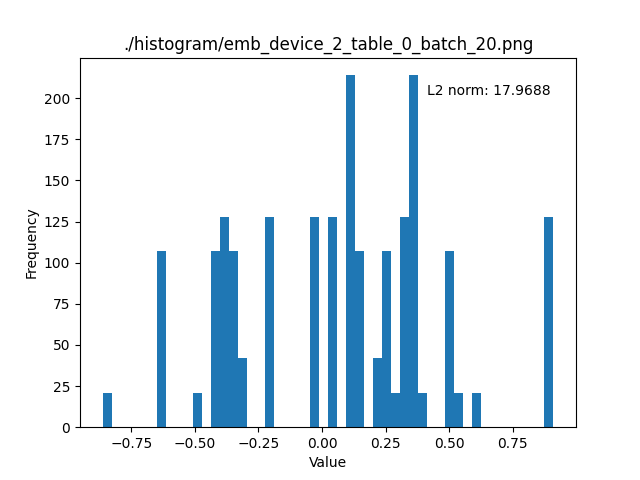 ./histogram/emb_device_2_table_0_batch_20.png
L2 norm: 17.9688
200
175
150
125
100
75
50
25
0
Frequency
−0.75 −0.50 −0.25 0.00 0.25 0.50 0.75
Value